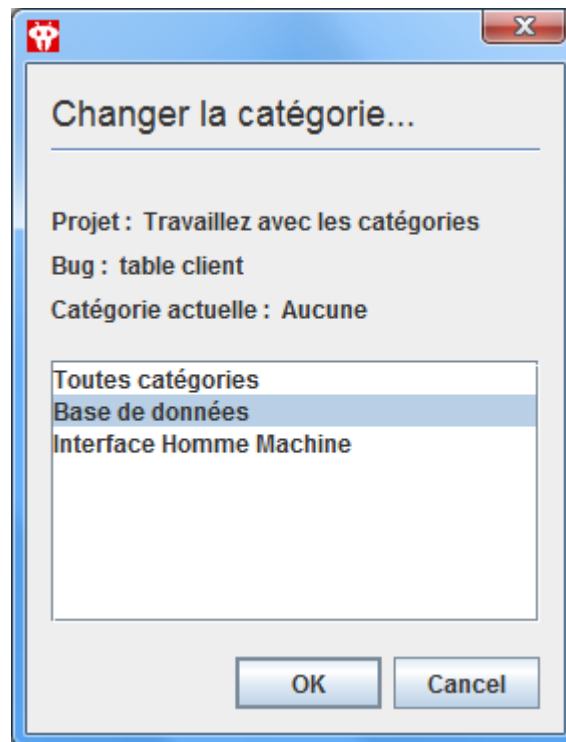 Changer la catégorie...
Projet : Travaillez avec les catégories
Bug : table client
Catégorie actuelle : Aucune
Toutes catégories
Base de données
Interface Homme Machine
OK
Cancel